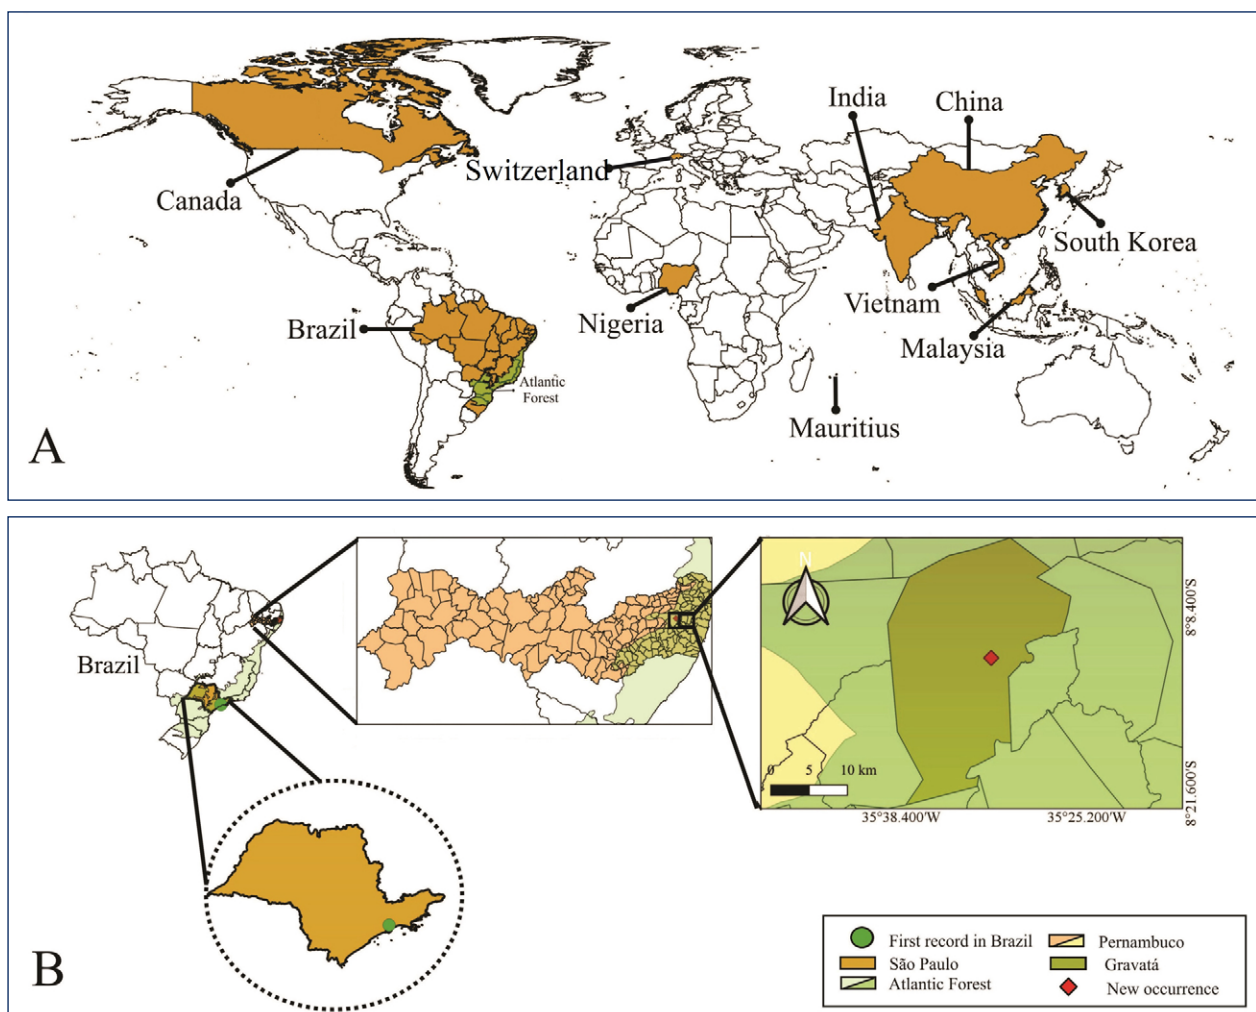 India
China
Switzerland
Canada
South Korea
Vietnam
Nigeria
Brazil
Malaysia
Atlantic
Forest
Mauritius
A
N
8°8.400'S
Brazil
0 5 10 km
8°21.600'S
35°38.400'W 35°25.200'W
First record in Brazil
Pernambuco
São Paulo
Gravatá
Atlantic Forest
New occurrence
B